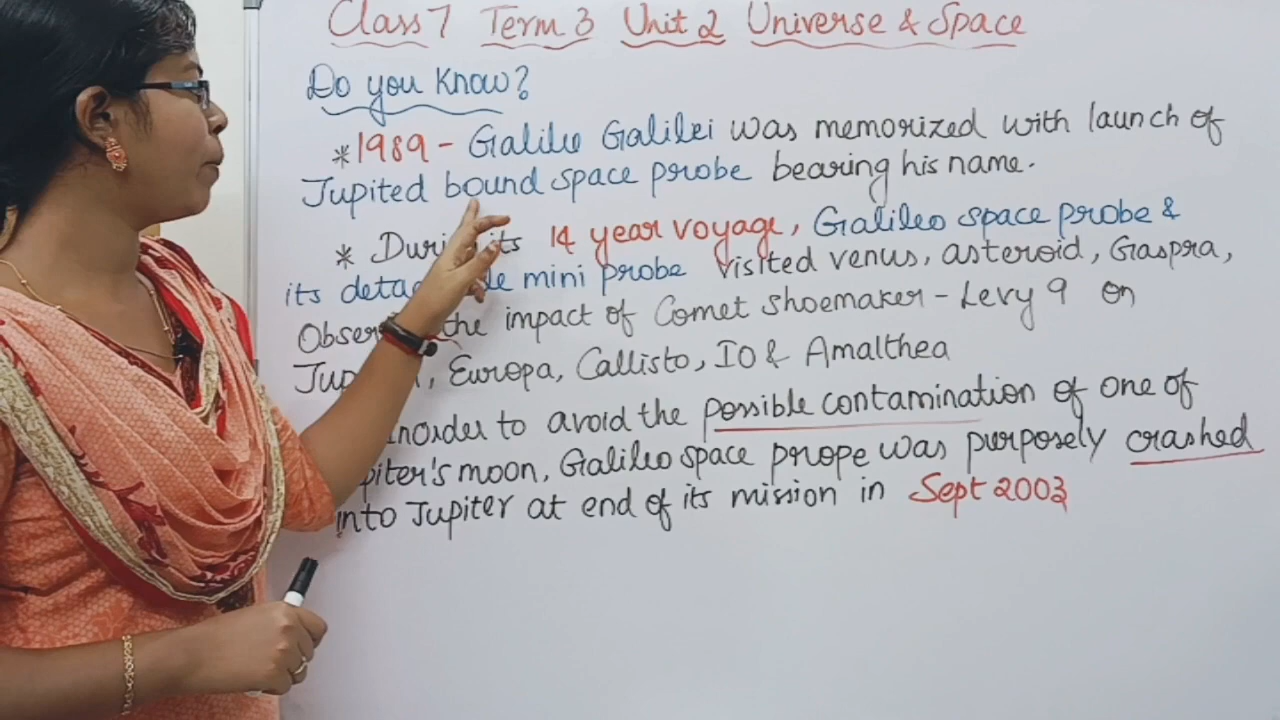 Class 7 Term 3 Unit 2 Universe & Space
Do you Know?
* 1989 - Galileo Galilei was memorized with launch of
Jupited bound space probe bearing his name.
* its 14 year voyage, Galileo space probe &
its mini probe visited venus, asteroid, Gaspra,
the impact of Comet Shoemaker - Levy 9 on
Europa, Callisto, IO & Amalthea
inorder to avoid the possible contamination of one of
moon, Galileo space prope was purposely crashed
into Jupiter at end of its mission in Sept 2003